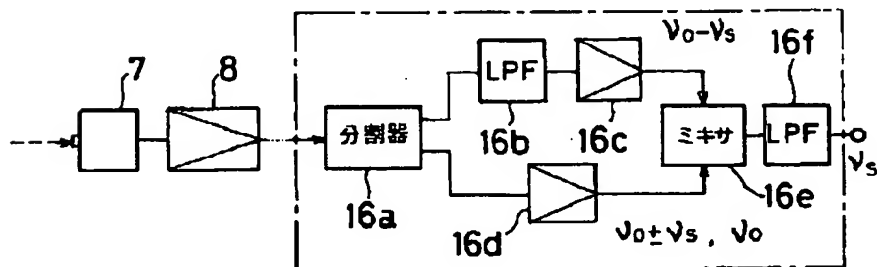 7
8
分割器
16a
LPF
16b
16c
16d
ν₀-νs
ミキサ
16e
16f
LPF
νs
ν₀±νs , ν₀